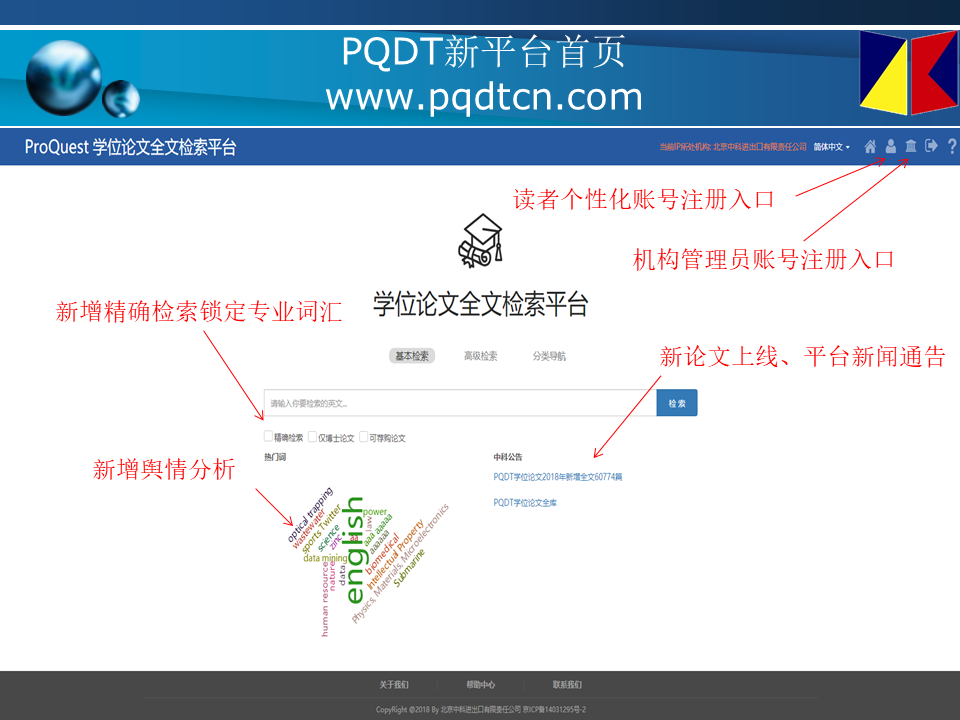 PQDT新平台首页
www.pqdtcn.com
ProQuest 学位论文全文检索平台
当前IP所处机构: 北京中科进出口有限责任公司 简体中文
读者个性化账号注册入口
机构管理员账号注册入口
新增精确检索锁定专业词汇
学位论文全文检索平台
基本检索 高级检索 分类导航
新论文上线、平台新闻通告
请输入你要检索的英文... 检 索
精确检索 仅博士论文 可荐购论文
热门词 中科公告
新增舆情分析
PQDT学位论文2018年新增全文60774篇
PQDT学位论文全库
optical trapping
wastewater
sports Twitter
science
zinc
data mining
human resource
nature
data
english
aa
law
power
aaa aaaaa
aaaaaa
biomedical
Intellectual Property
Physics, Materials, Microelectronics
Submarine
关于我们 帮助中心 联系我们
CopyRight @2018 By 北京中科进出口有限责任公司 京ICP备14031295号-2